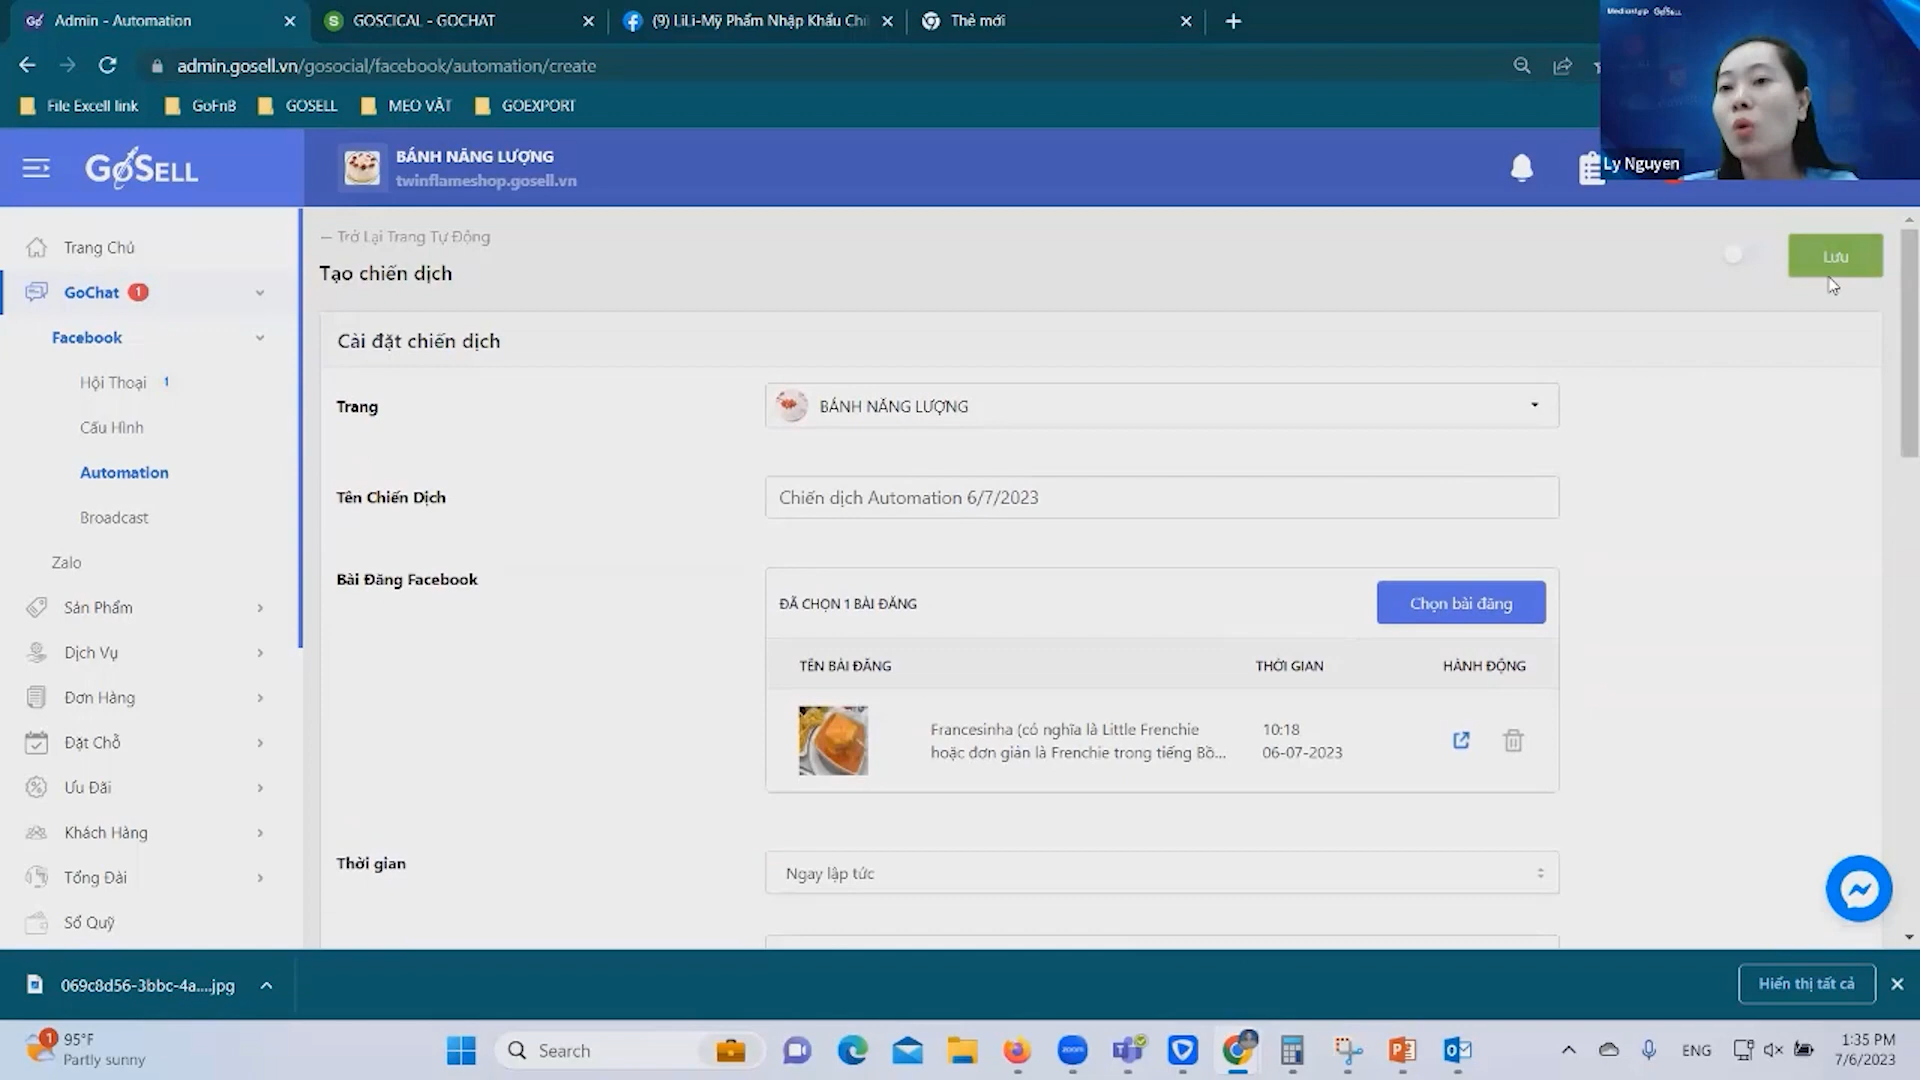 Admin - Automation
GOSCICAL - GOCHAT
(9) LiLi-Mỹ Phẩm Nhập Khẩu Chí
Thẻ mới
admin.gosell.vn/gosocial/facebook/automation/create
File Excell link
GoFnB
GOSELL
MẸO VẶT
GOEXPORT
GoSell
Ly Nguyen
GoSELL
BÁNH NĂNG LƯỢNG
twinflameshop.gosell.vn
Trang Chủ
GoChat 1
Facebook
Hội Thoại 1
Cấu Hình
Automation
Broadcast
Zalo
Sản Phẩm
Dịch Vụ
Đơn Hàng
Đặt Chỗ
Ưu Đãi
Khách Hàng
Tổng Đài
Sổ Quỹ
← Trở Lại Trang Tự Động
Tạo chiến dịch
Lưu
Cài đặt chiến dịch
Trang
BÁNH NĂNG LƯỢNG
Tên Chiến Dịch
Chiến dịch Automation 6/7/2023
Bài Đăng Facebook
ĐÃ CHỌN 1 BÀI ĐĂNG
Chọn bài đăng
TÊN BÀI ĐĂNG
THỜI GIAN
HÀNH ĐỘNG
Francesinha (có nghĩa là Little Frenchie
hoặc đơn giản là Frenchie trong tiếng Bồ...
10:18
06-07-2023
Thời gian
Ngay lập tức
069c8d56-3bbc-4a....jpg
Hiển thị tất cả
1
95°F
Partly sunny
Search
zoom
ENG
1:35 PM
7/6/2023